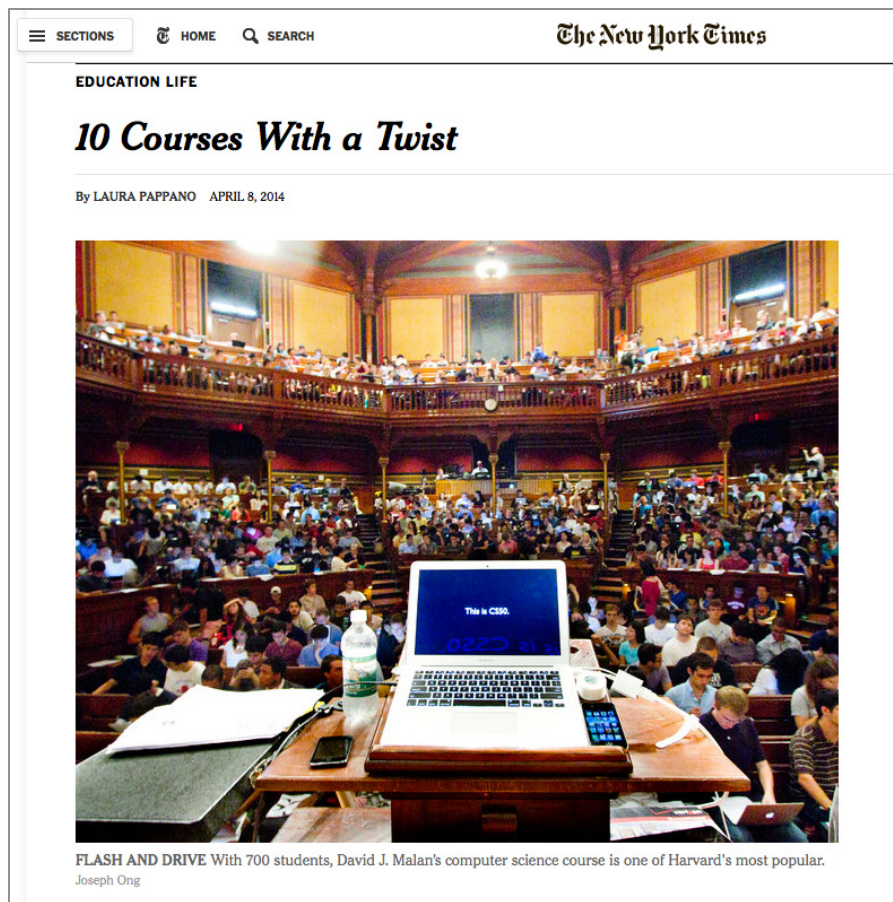 SECTIONS HOME SEARCH The New York Times
EDUCATION LIFE
10 Courses With a Twist
By LAURA PAPPANO APRIL 8, 2014
This is CS50.
FLASH AND DRIVE With 700 students, David J. Malan’s computer science course is one of Harvard's most popular.
Joseph Ong